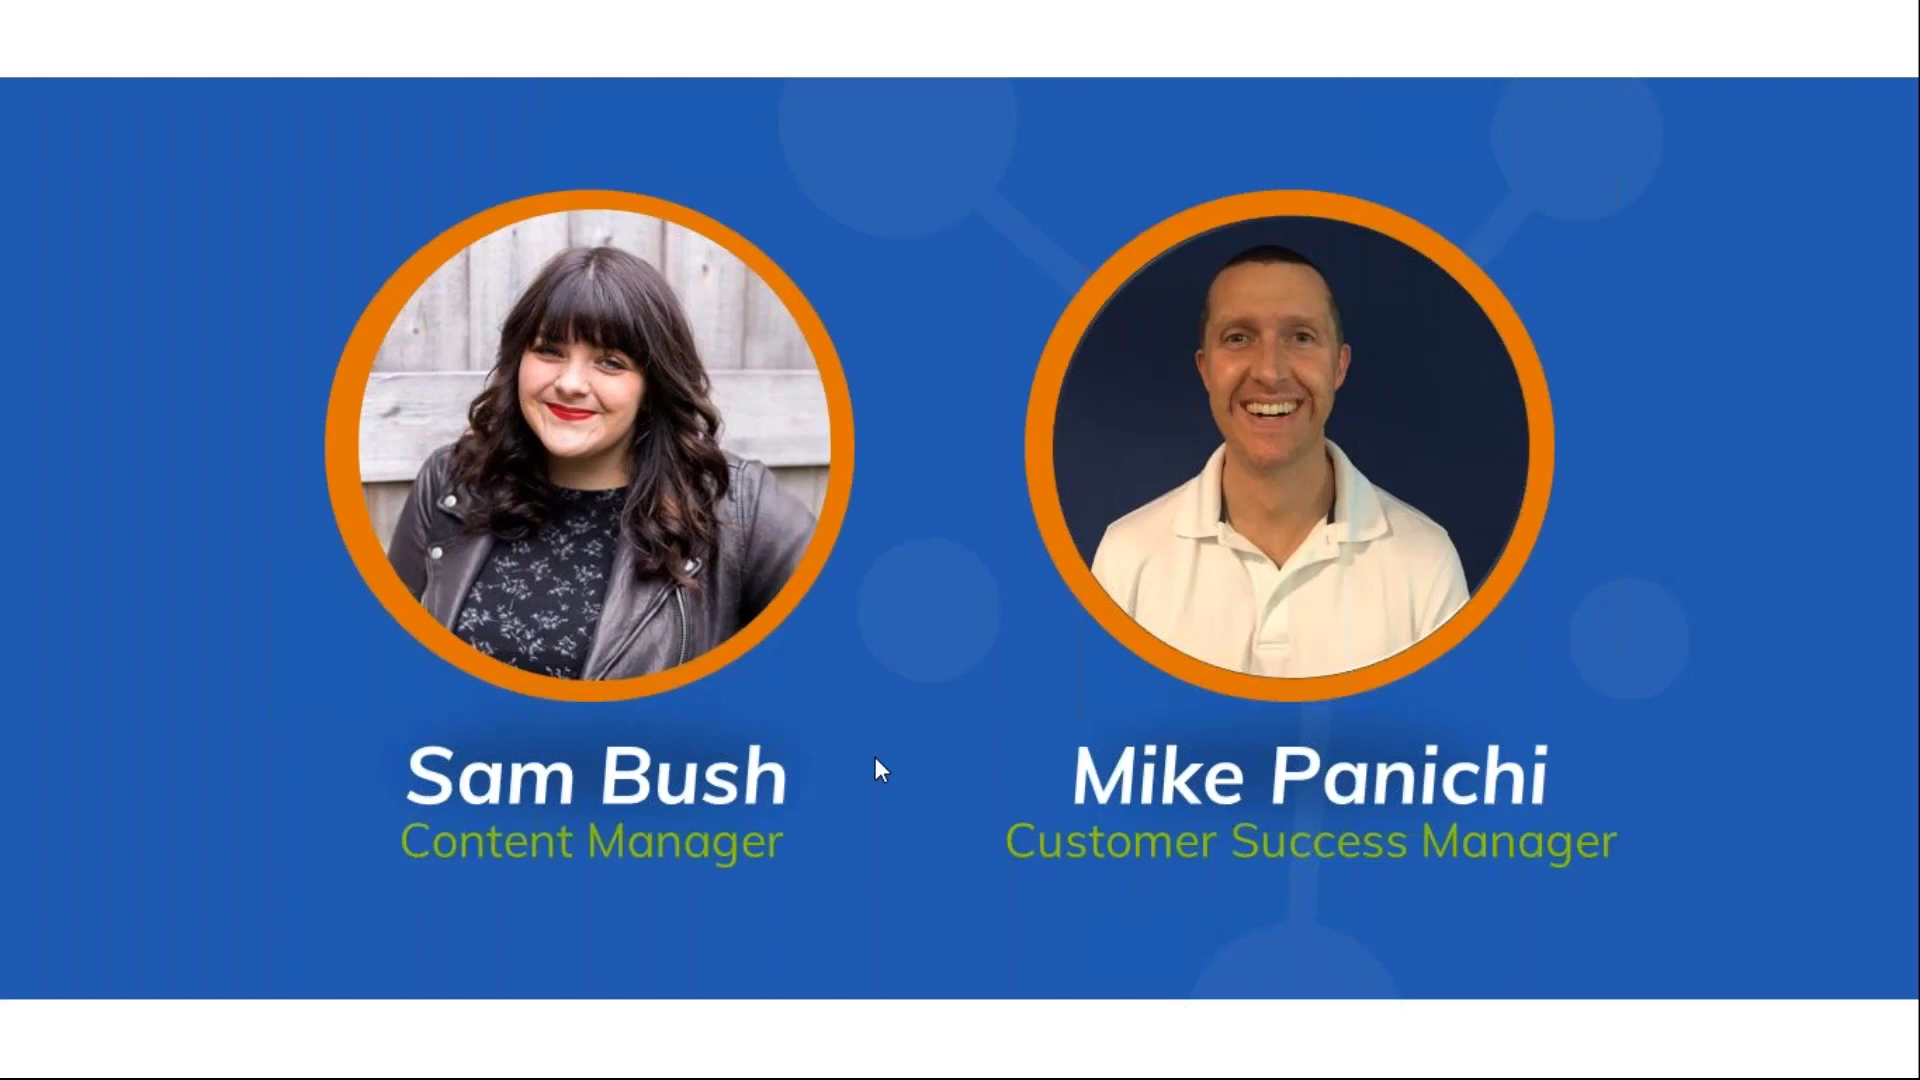 Sam Bush
Content Manager
Mike Panichi
Customer Success Manager